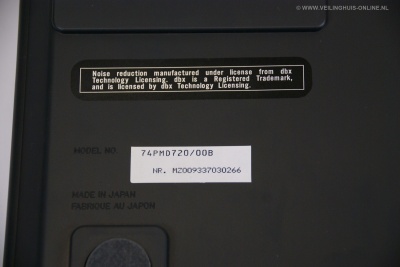 WWW.VEILINGHUIS-ONLINE.NL
Noise reduction manufactured under license from dbx
Technology Licensing. dbx is a Registered Trademark,
and is licensed by dbx Technology Licensing.
MODEL NO.
74PMD720/00B
NR. MZ009337030266
MADE IN JAPAN
FABRIQUE AU JAPON